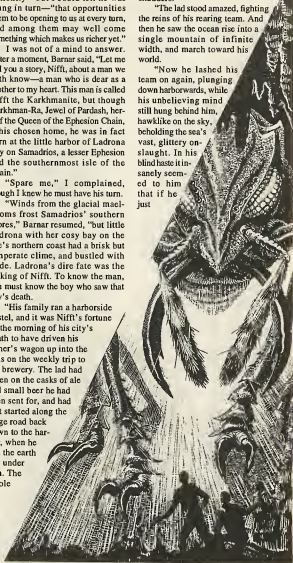 ung in turn—"that opportunities
em to be opening to us at every turn,
nd among them may well come
mething which makes us richer yet."
I was not of a mind to answer.
ter a moment, Barnar said, "Let me
l you a story, Nifft, about a man we
th know—a man who is dear as a
other to my heart. This man is called
fft the Karkhmanite, but though
arkhman-Ra, Jewel of Pardash, her-
f the Queen of the Ephesion Chain,
his chosen home, he was in fact
rn at the little harbor of Ladrona
y on Samadrios, a lesser Ephesion
d the southernmost isle of the
ain."
"Spare me," I complained,
ough I knew he must have his turn.
"Winds from the glacial mael-
oms frost Samadrios' southern
ores," Barnar resumed, "but little
drona with her cosy bay on the
e's northern coast had a brisk but
mperate clime, and bustled with
de. Ladrona's dire fate was the
king of Nifft. To know the man,
u must know the boy who saw that
y's death.
"His family ran a harborside
stel, and it was Nifft's fortune
the morning of his city's
ath to have driven his
her's wagon up into the
ls on the weekly trip to
brewery. The lad had
en on the casks of ale
d small beer he had
en sent for, and had
t started along the
ge road back
wn to the har-
, when he
the earth
under
n. The
ole
"The lad stood amazed, fighting
the reins of his rearing team. And
then he saw the ocean rise into a
single mountain of infinite
width, and march toward his
world.
"Now he lashed his
team on again, plunging
down harborwards, while
his unbelieving mind
still hung behind him,
hawklike on the sky,
beholding the sea's
vast, glittery on-
slaught. In his
blind haste it in-
sanely seem-
ed to him
that if he
just